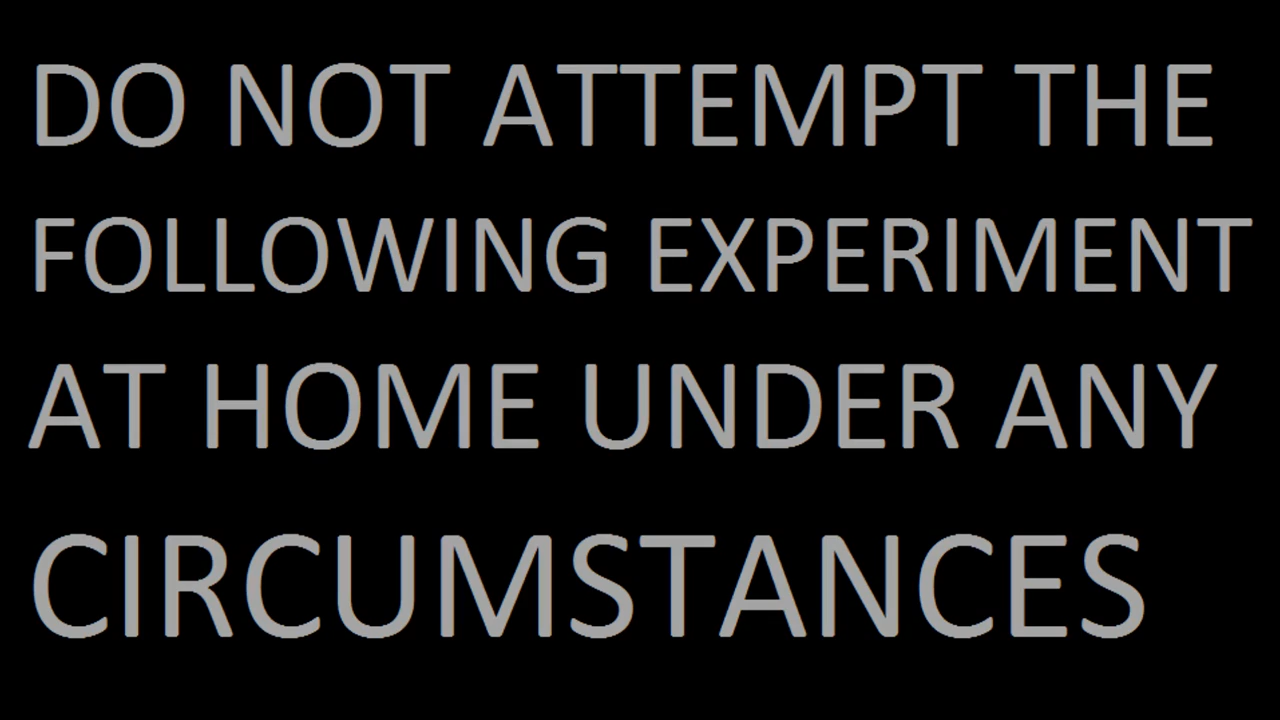 DO NOT ATTEMPT THE
FOLLOWING EXPERIMENT
AT HOME UNDER ANY
CIRCUMSTANCES